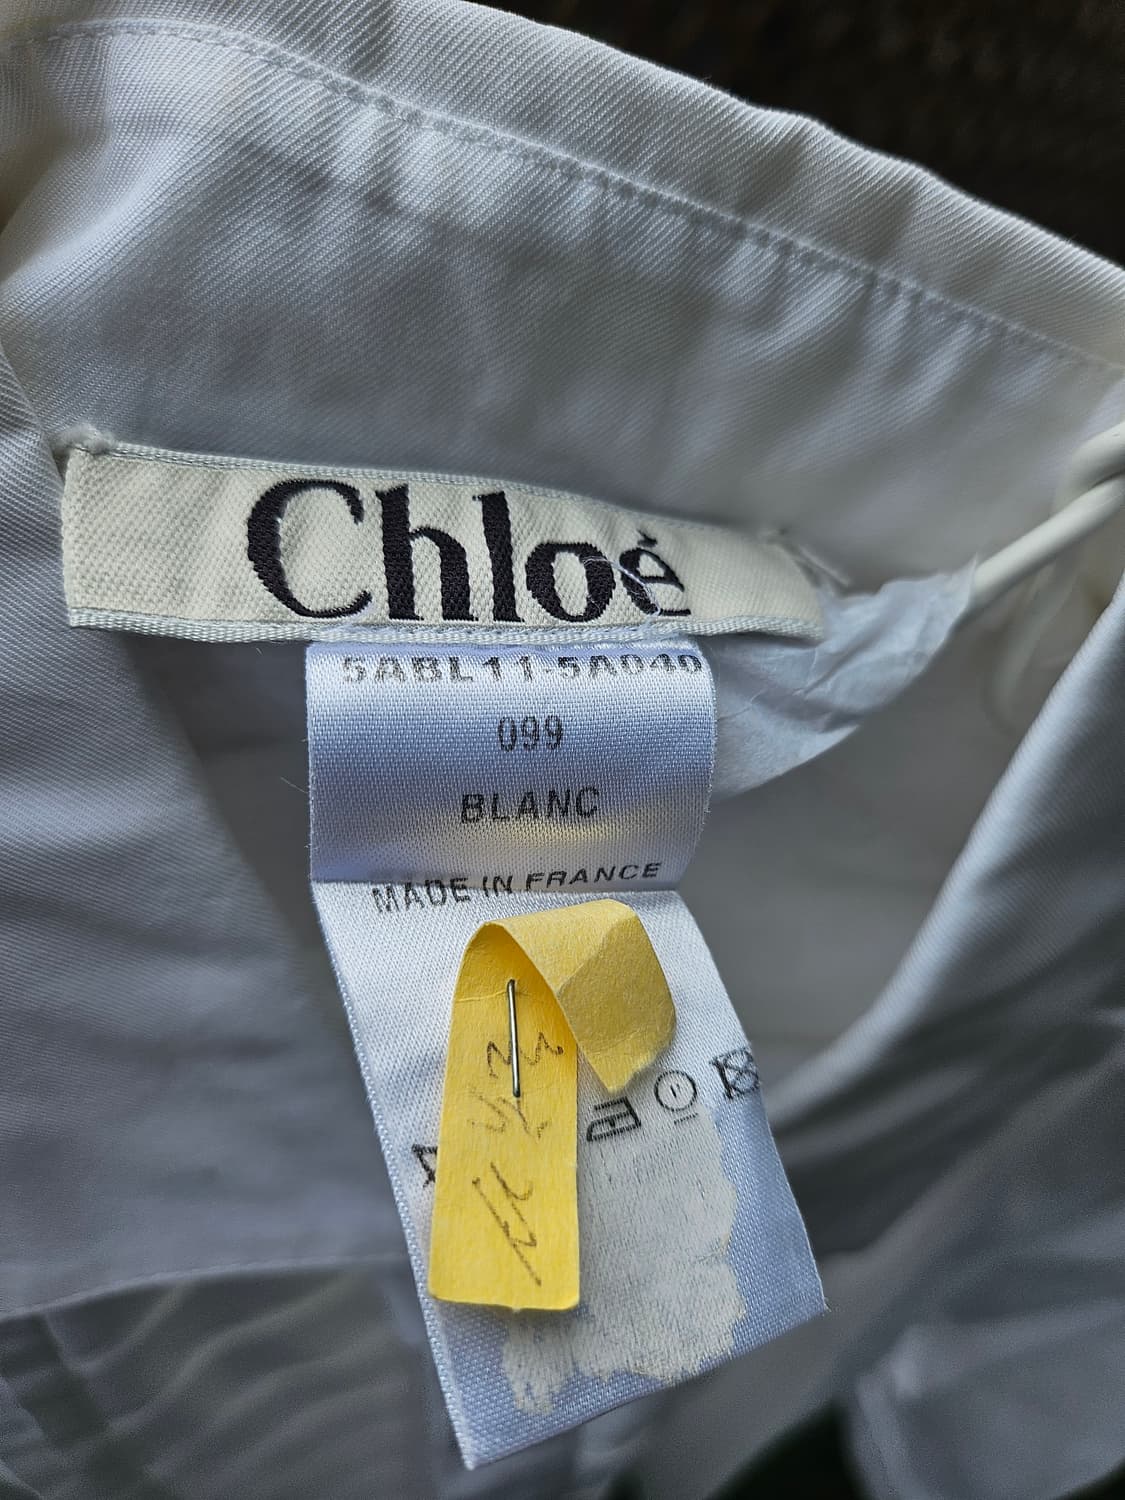 Chloé
5ABL11-5A040
099
BLANC
MADE IN FRANCE